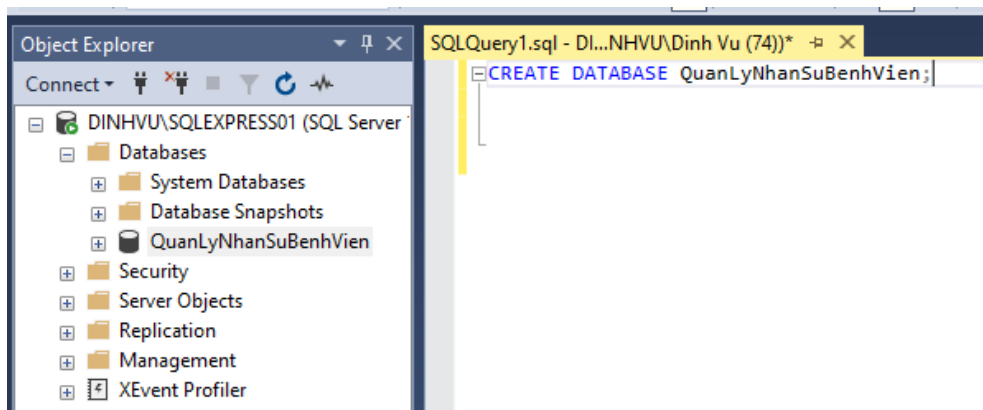 Object Explorer
Connect
DINHVU\SQLEXPRESS01 (SQL Server
Databases
System Databases
Database Snapshots
QuanLyNhanSuBenhVien
Security
Server Objects
Replication
Management
XEvent Profiler
SQLQuery1.sql - DI...NHVU\Dinh Vu (74))*
CREATE DATABASE QuanLyNhanSuBenhVien;